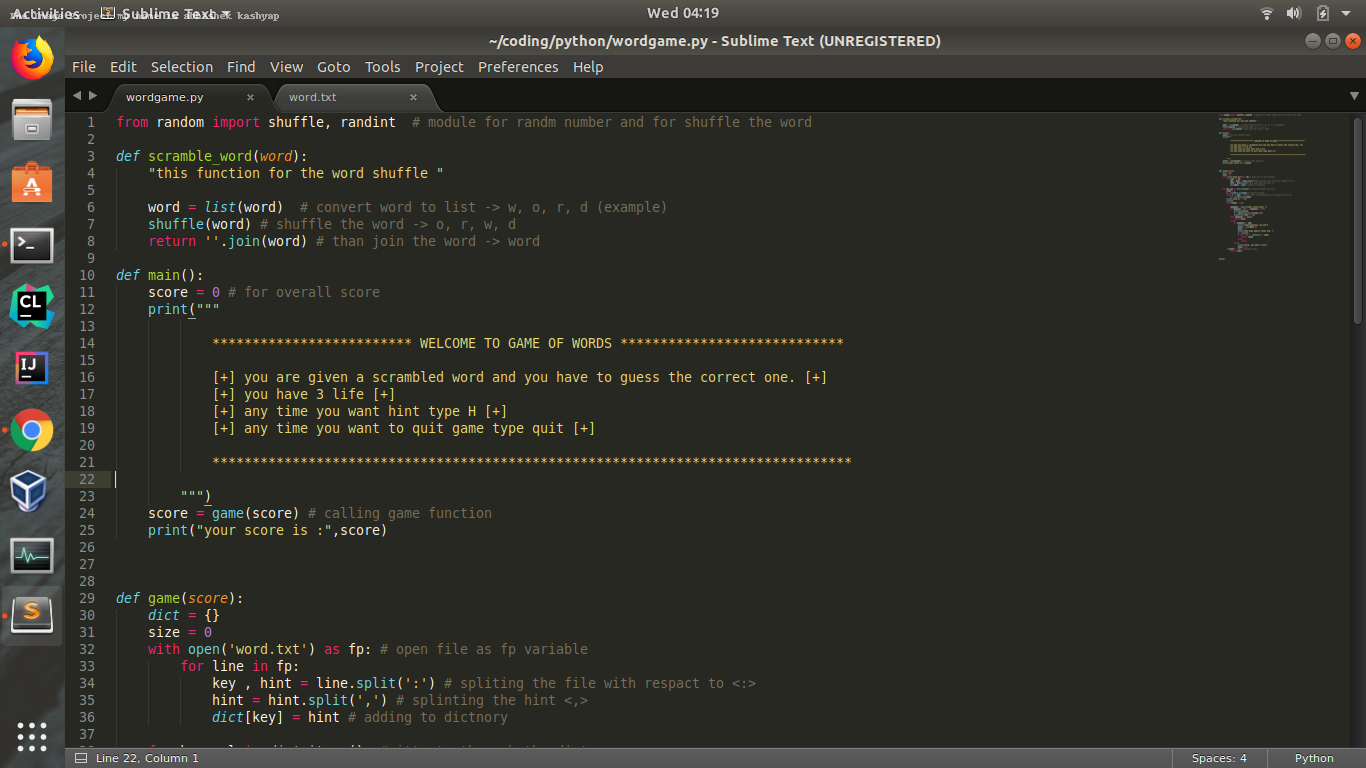 Activities
Sublime Text
kashyap
Wed 04:19
~/coding/python/wordgame.py - Sublime Text (UNREGISTERED)
File Edit Selection Find View Goto Tools Project Preferences Help
wordgame.py × word.txt ×
1 from random import shuffle, randint # module for randm number and for shuffle the word
2
3 def scramble_word(word):
4 "this function for the word shuffle "
5
6 word = list(word) # convert word to list -> w, o, r, d (example)
7 shuffle(word) # shuffle the word -> o, r, w, d
8 return ''.join(word) # than join the word -> word
9
10 def main():
11 score = 0 # for overall score
12 print("""
13
14 ************************* WELCOME TO GAME OF WORDS ****************************
15
16 [+] you are given a scrambled word and you have to guess the correct one. [+]
17 [+] you have 3 life [+]
18 [+] any time you want hint type H [+]
19 [+] any time you want to quit game type quit [+]
20
21 ********************************************************************************
22
23 """)
24 score = game(score) # calling game function
25 print("your score is :",score)
26
27
28
29 def game(score):
30 dict = {}
31 size = 0
32 with open('word.txt') as fp: # open file as fp variable
33 for line in fp:
34 key , hint = line.split(':') # spliting the file with respact to <:>
35 hint = hint.split(',') # splinting the hint <,>
36 dict[key] = hint # adding to dictnory
37
CL
IJ
S
Line 22, Column 1
Spaces: 4
Python